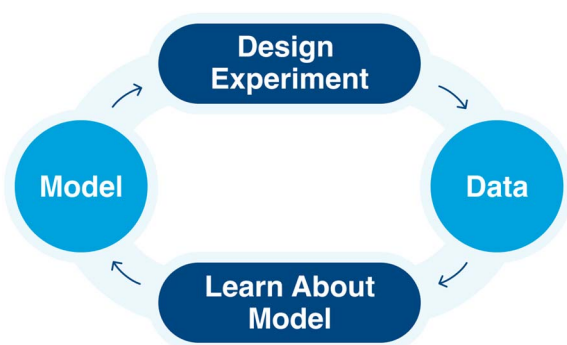 Design
Experiment
Model
Data
Learn About
Model